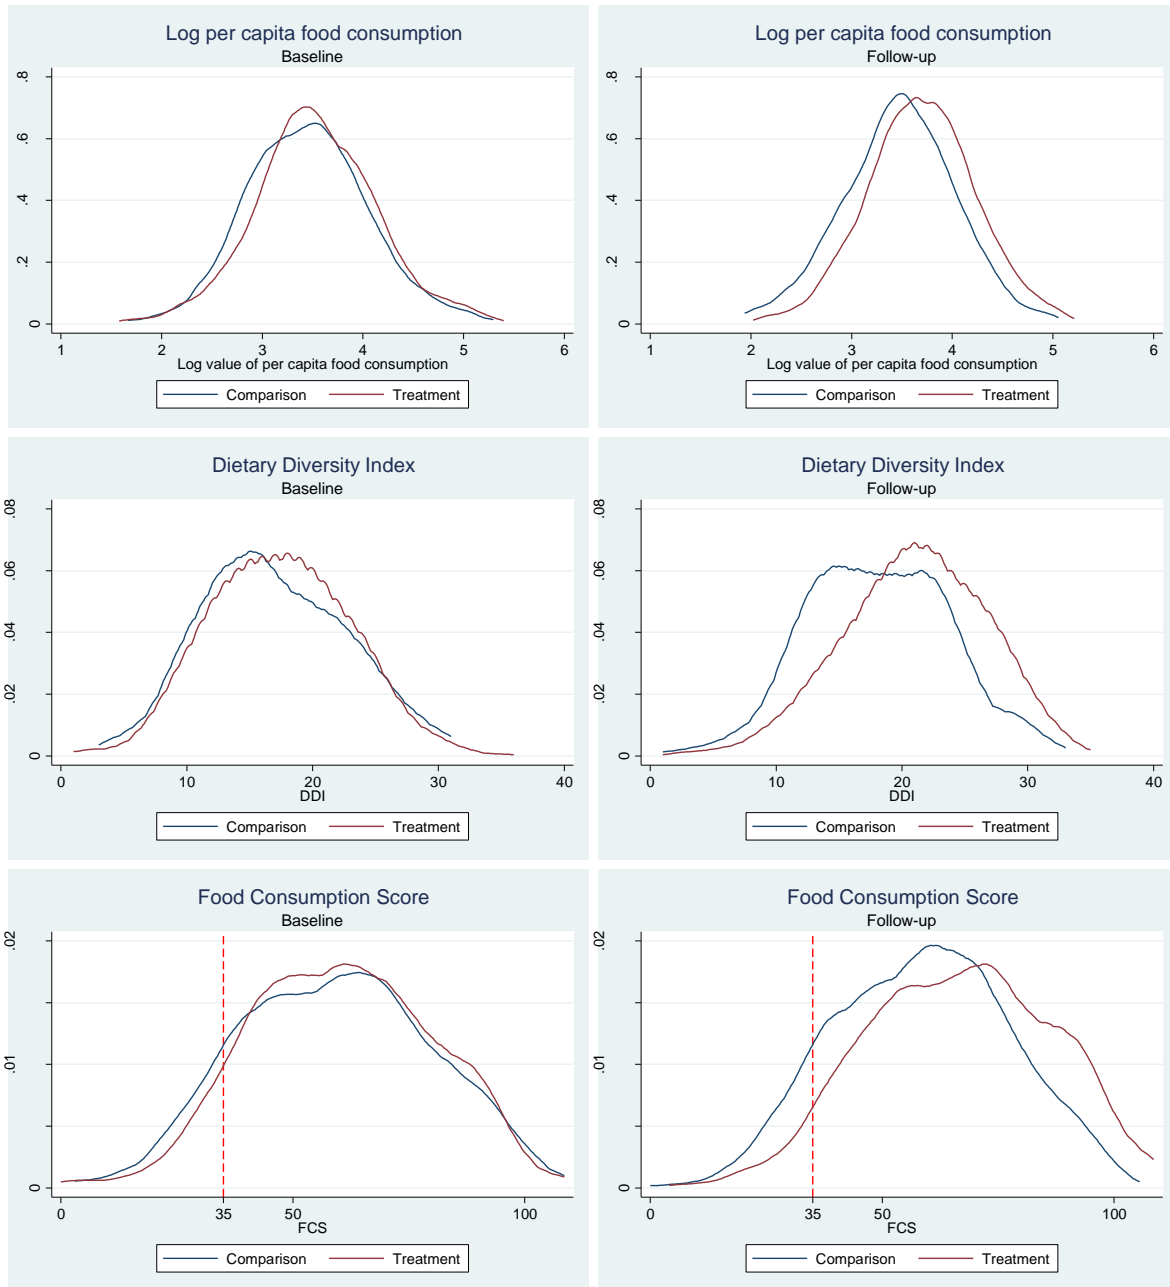 Log per capita food consumption
Baseline
0 .2 .4 .6 .8
1 2 3 4 5 6
Log value of per capita food consumption
Comparison Treatment
Log per capita food consumption
Follow-up
0 .2 .4 .6 .8
1 2 3 4 5 6
Log value of per capita food consumption
Comparison Treatment
Dietary Diversity Index
Baseline
0 .02 .04 .06 .08
0 10 20 30 40
DDI
Comparison Treatment
Dietary Diversity Index
Follow-up
0 .02 .04 .06 .08
0 10 20 30 40
DDI
Comparison Treatment
Food Consumption Score
Baseline
0 .01 .02
0 35 50 100
FCS
Comparison Treatment
Food Consumption Score
Follow-up
0 .01 .02
0 35 50 100
FCS
Comparison Treatment